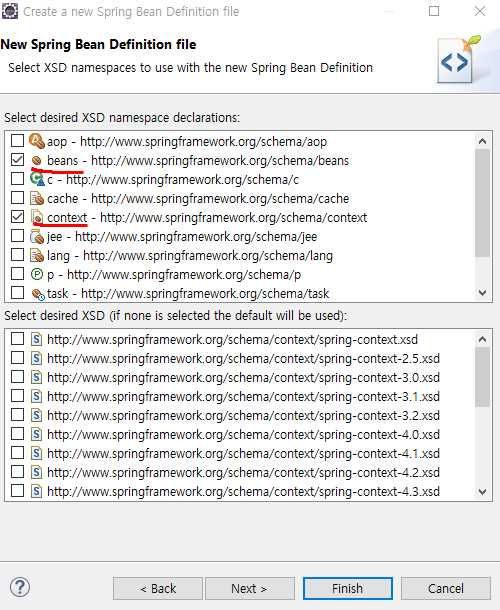 Create a new Spring Bean Definition file
New Spring Bean Definition file
Select XSD namespaces to use with the new Spring Bean Definition
Select desired XSD namespace declarations:
aop - http://www.springframework.org/schema/aop
beans - http://www.springframework.org/schema/beans
c - http://www.springframework.org/schema/c
cache - http://www.springframework.org/schema/cache
context - http://www.springframework.org/schema/context
jee - http://www.springframework.org/schema/jee
lang - http://www.springframework.org/schema/lang
p - http://www.springframework.org/schema/p
task - http://www.springframework.org/schema/task
Select desired XSD (if none is selected the default will be used):
http://www.springframework.org/schema/context/spring-context.xsd
http://www.springframework.org/schema/context/spring-context-2.5.xsd
http://www.springframework.org/schema/context/spring-context-3.0.xsd
http://www.springframework.org/schema/context/spring-context-3.1.xsd
http://www.springframework.org/schema/context/spring-context-3.2.xsd
http://www.springframework.org/schema/context/spring-context-4.0.xsd
http://www.springframework.org/schema/context/spring-context-4.1.xsd
http://www.springframework.org/schema/context/spring-context-4.2.xsd
http://www.springframework.org/schema/context/spring-context-4.3.xsd
< Back Next > Finish Cancel